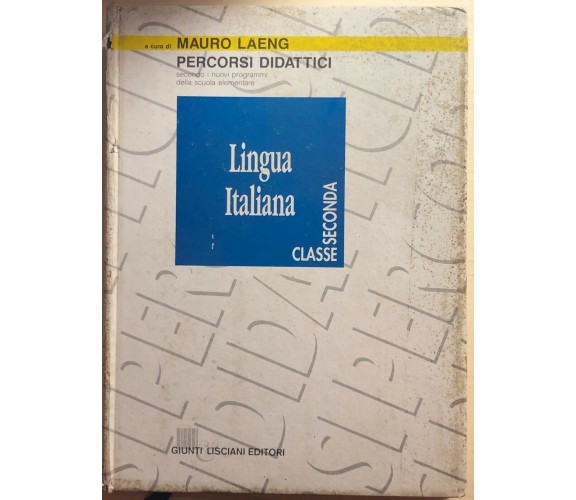 a cura di MAURO LAENG
PERCORSI DIDATTICI
secondo i nuovi programmi
della scuola elementare
Lingua
Italiana
CLASSE SECONDA
GIUNTI LISCIANI EDITORI